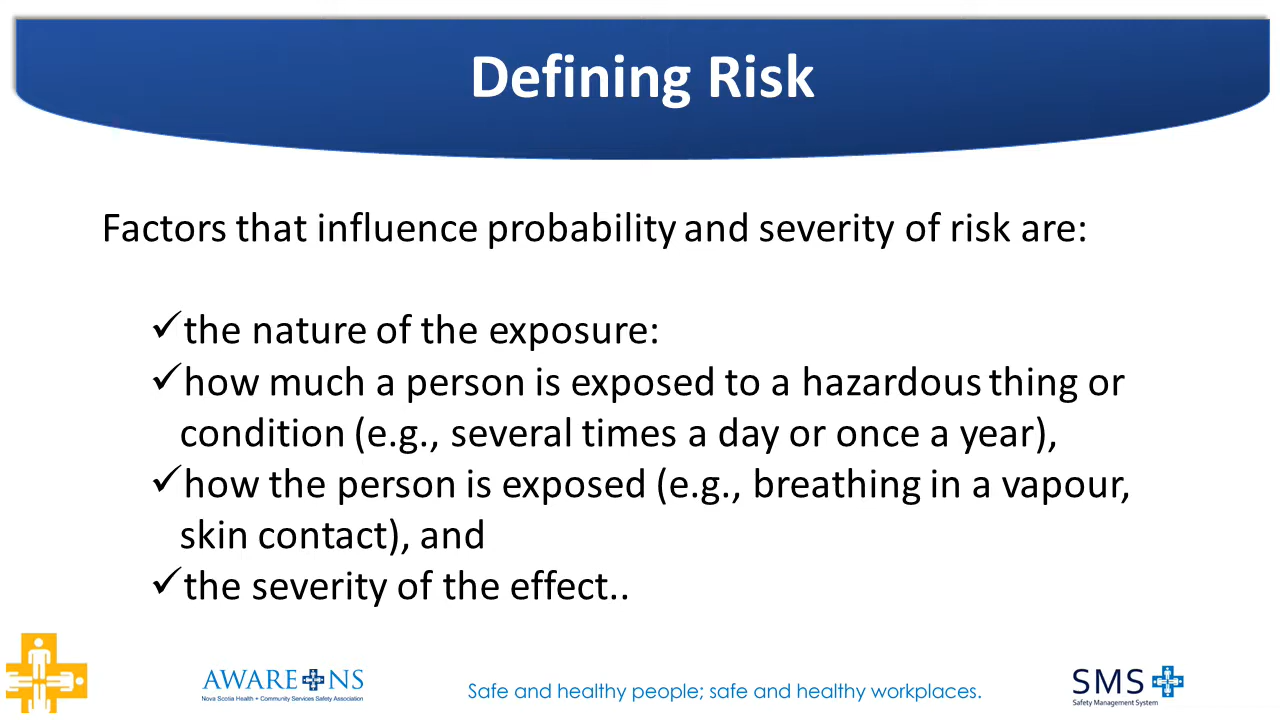 Defining Risk
Factors that influence probability and severity of risk are:
✓the nature of the exposure:
✓how much a person is exposed to a hazardous thing or
condition (e.g., several times a day or once a year),
✓how the person is exposed (e.g., breathing in a vapour,
skin contact), and
✓the severity of the effect..
AWARE NS
Nova Scotia Health + Community Services Safety Association
Safe and healthy people; safe and healthy workplaces.
SMS
Safety Management System